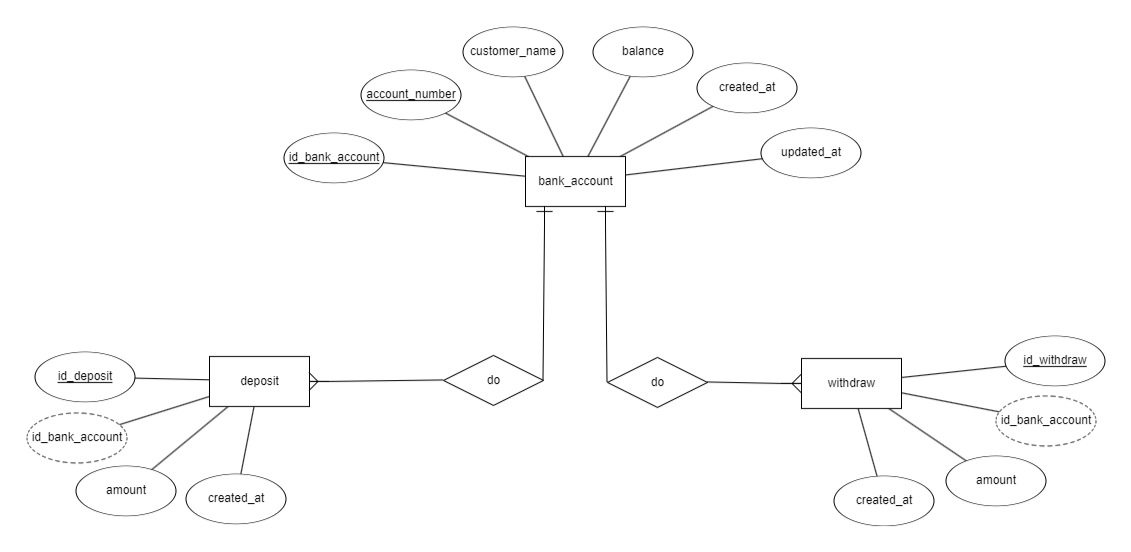 customer_name
balance
account_number
created_at
id_bank_account
updated_at
bank_account
id_deposit
deposit
do
do
withdraw
id_withdraw
id_bank_account
id_bank_account
amount
created_at
created_at
amount